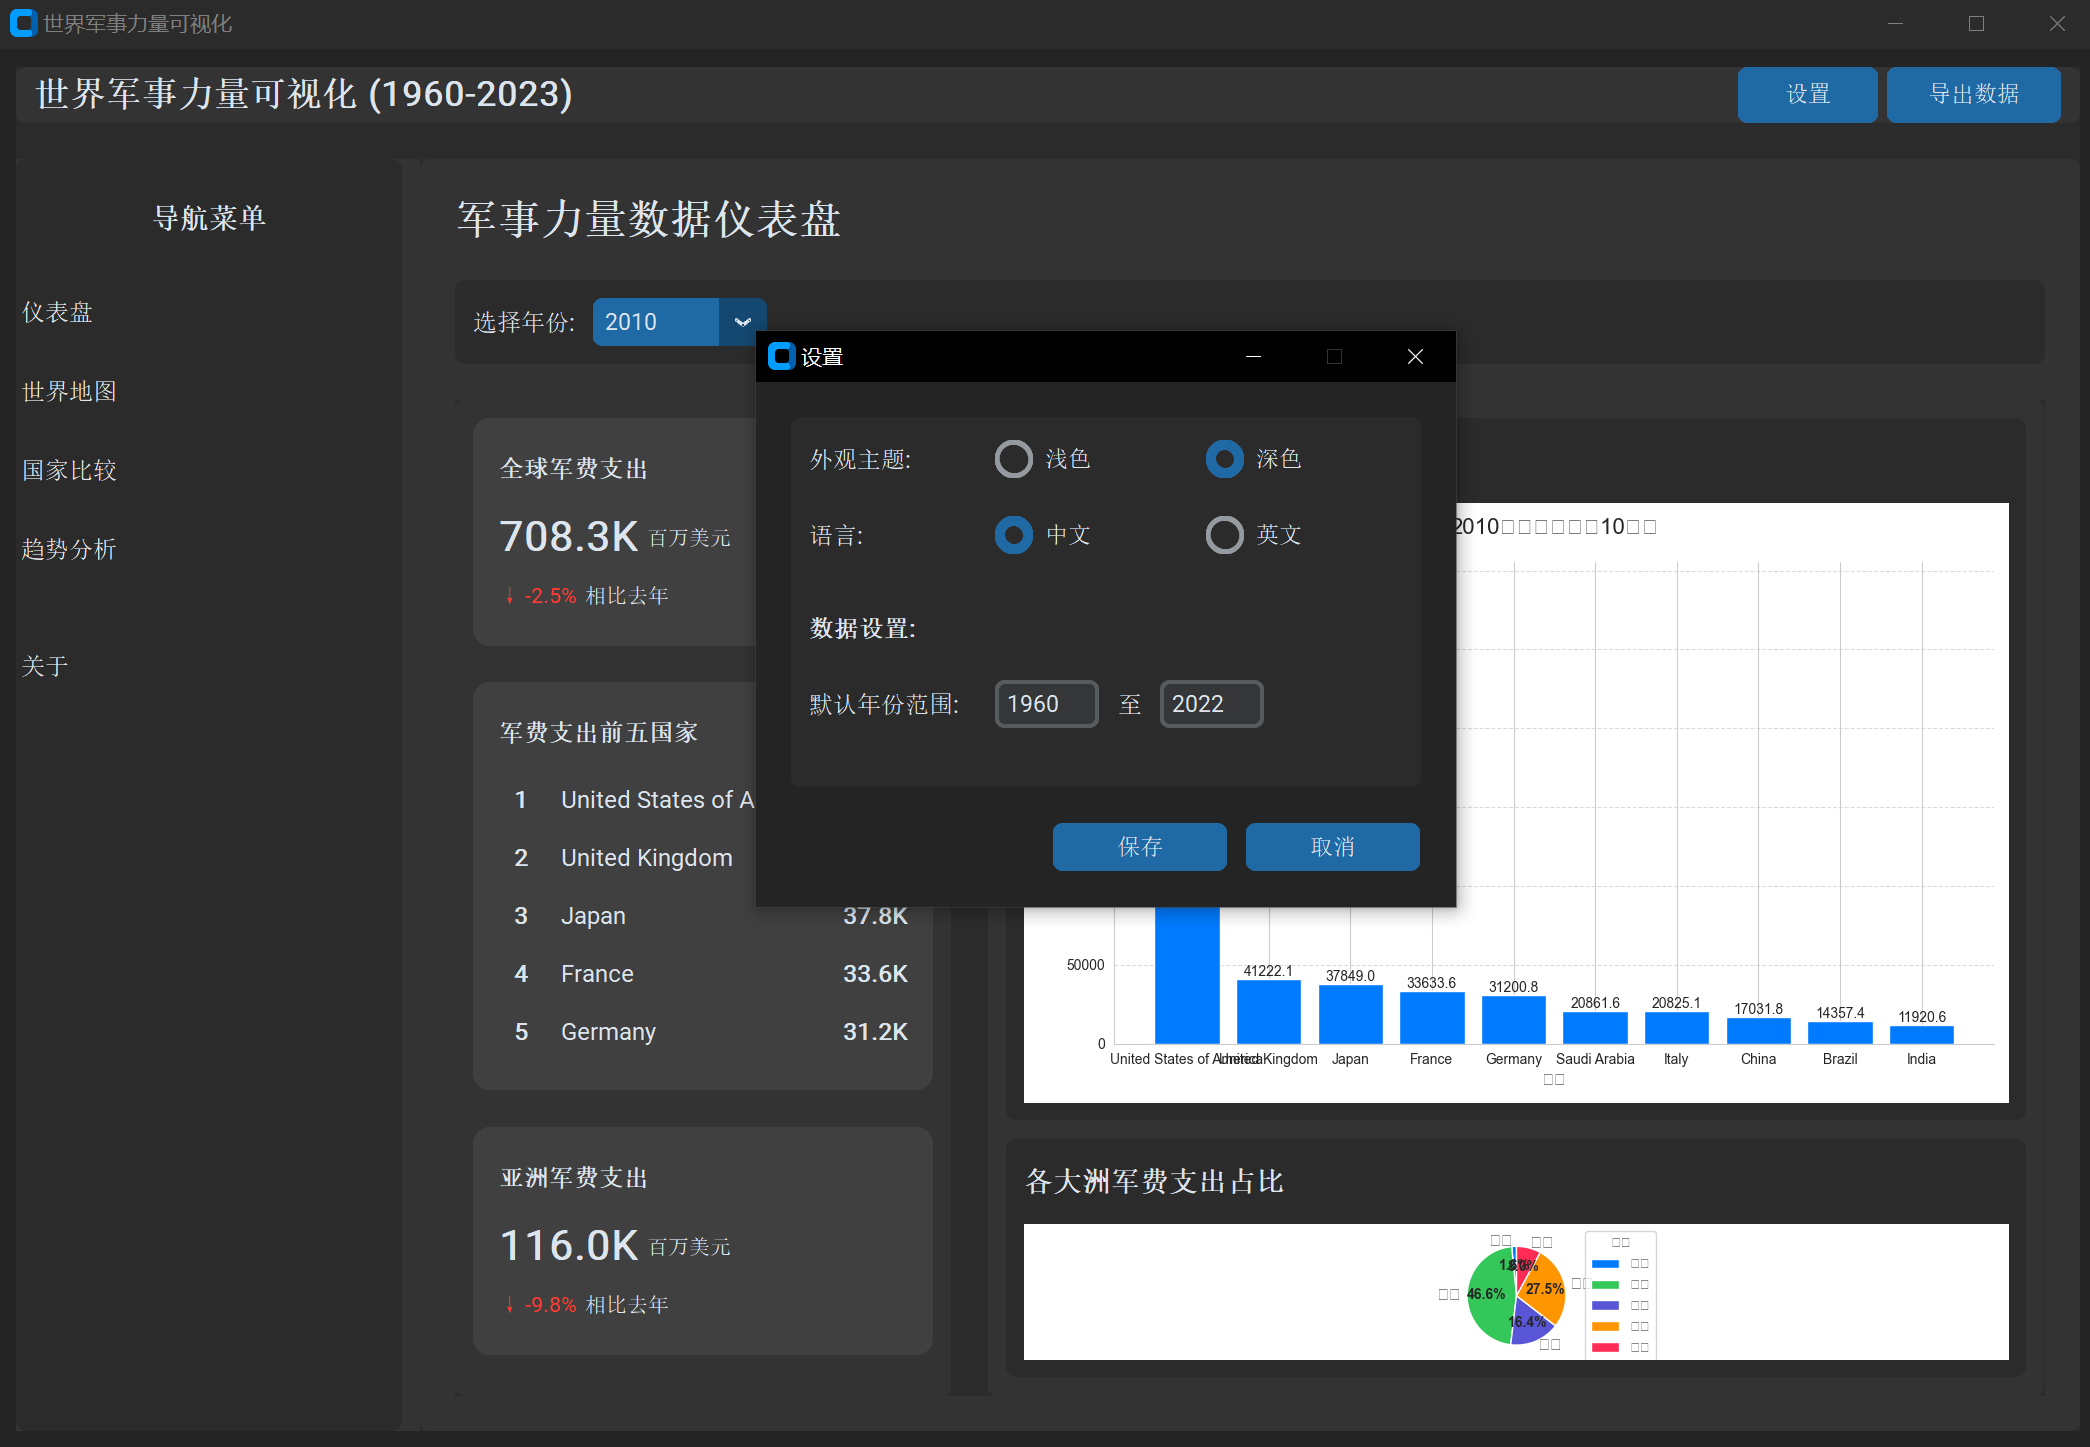 世界军事力量可视化
世界军事力量可视化 (1960-2023)
设置
导出数据
导航菜单
仪表盘
世界地图
国家比较
趋势分析
关于
军事力量数据仪表盘
选择年份:
2010
全球军费支出
708.3K 百万美元
↓ -2.5% 相比去年
军费支出前五国家
1 United States of A
2 United Kingdom
3 Japan 37.8K
4 France 33.6K
5 Germany 31.2K
亚洲军费支出
116.0K 百万美元
↓ -9.8% 相比去年
设置
外观主题:
浅色
深色
语言:
中文
英文
数据设置:
默认年份范围:
1960
至
2022
保存
取消
2010□□□□□□10□□
50000
0
41222.1
37849.0
33633.6
31200.8
20861.6
20825.1
17031.8
14357.4
11920.6
United States of America
United Kingdom
Japan
France
Germany
Saudi Arabia
Italy
China
Brazil
India
□□
各大洲军费支出占比
46.6%
27.5%
16.4%